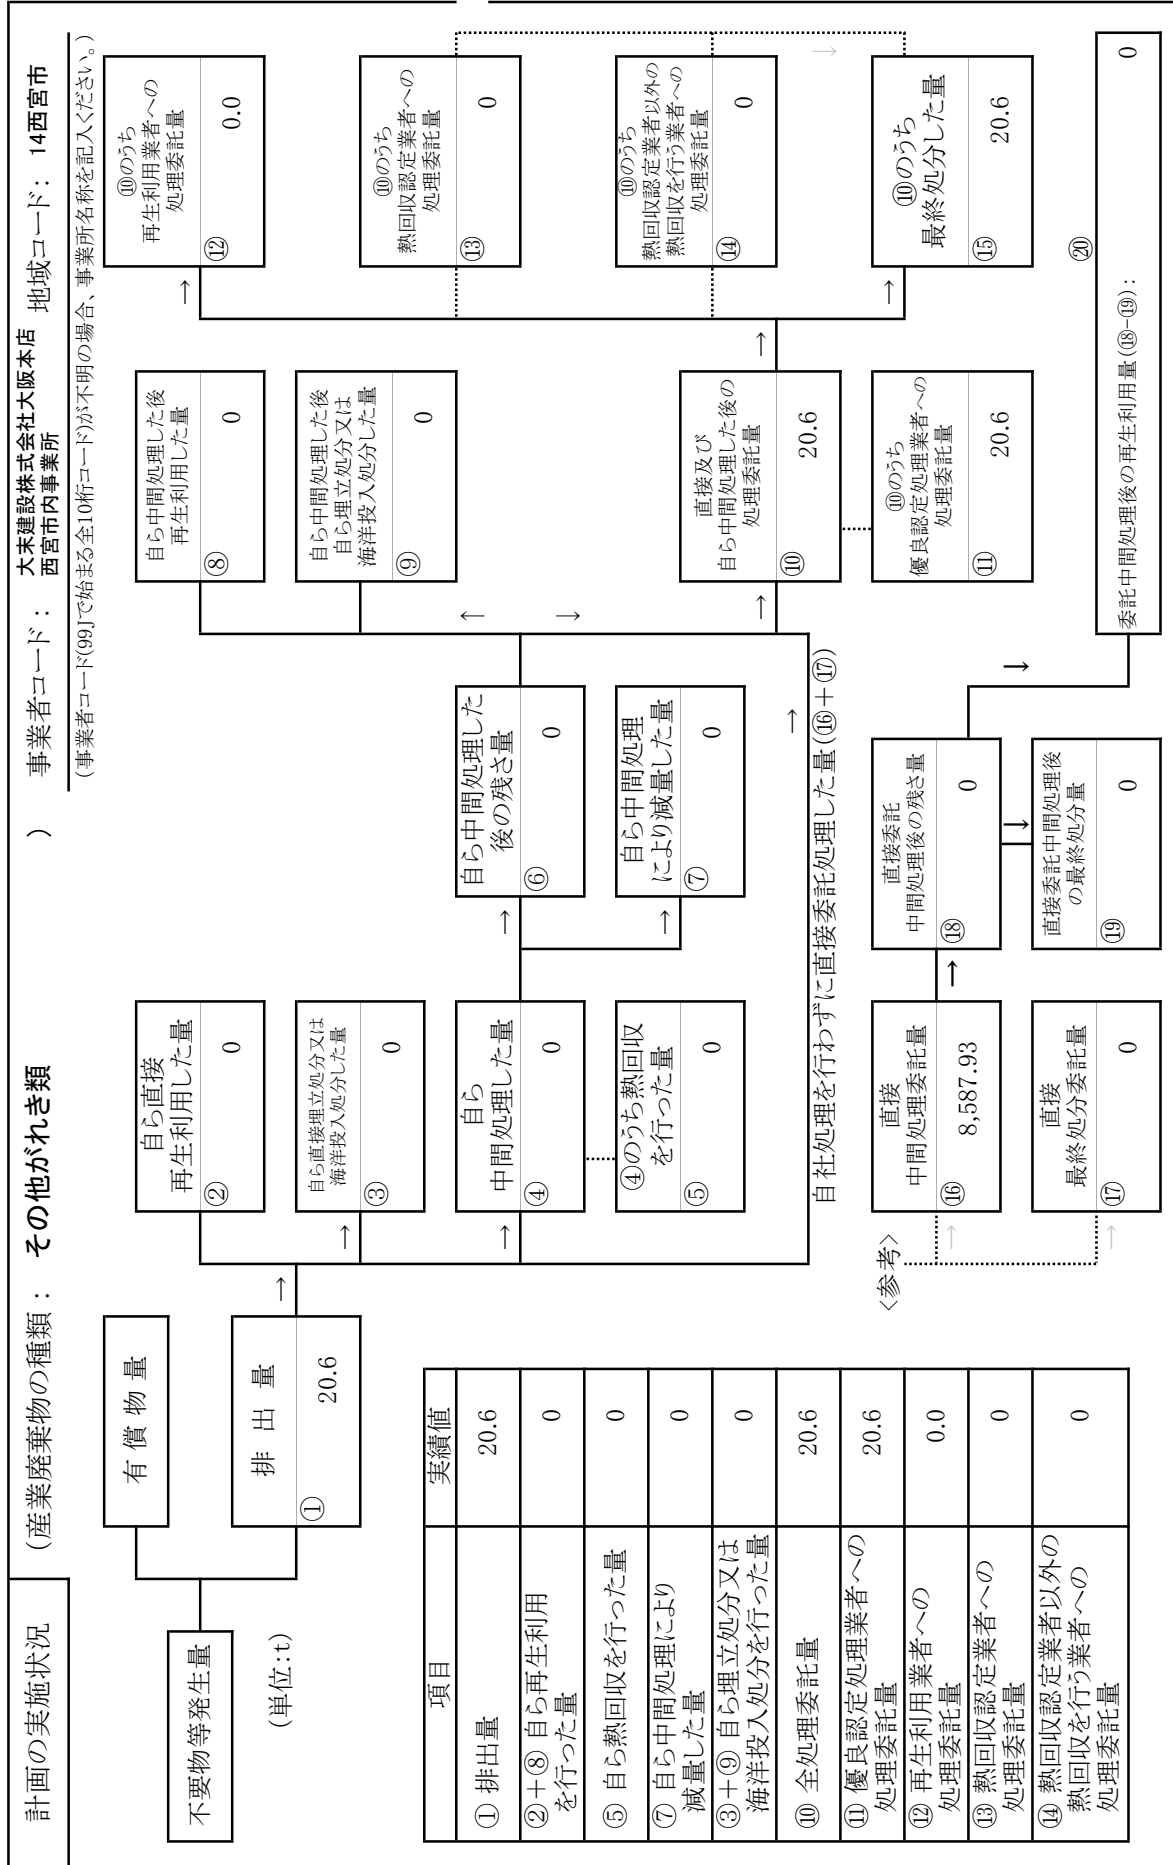 計画の実施状況
(産業廃棄物の種類： その他がれき類 )
事業者コード：
大末建設株式会社大阪本店
西宮市内事業所
地域コード： 14西宮市
(事業者コード(99Jで始まる全10桁コード)が不明の場合、事業所名称を記入ください。)
不要物等発生量
(単位:t)
有 償 物 量
排 出 量
① 20.6
→
自ら直接
再生利用した量
② 0
→
自ら直接埋立処分又は
海洋投入処分した量
③ 0
→
自ら
中間処理した量
④ 0
④のうち熱回収
を行った量
⑤ 0
→
自ら中間処理した
後の残さ量
⑥ 0
→
自ら中間処理
により減量した量
⑦ 0
←
→
自ら中間処理した後
再生利用した量
⑧ 0
自ら中間処理した後
自ら埋立処分又は
海洋投入処分した量
⑨ 0
→
自社処理を行わずに直接委託処理した量(⑯＋⑰)
→
直接及び
自ら中間処理した後の
処理委託量
⑩ 20.6
⑩のうち
優良認定処理業者への
処理委託量
⑪ 20.6
→
→
⑩のうち
再生利用業者への
処理委託量
⑫ 0.0
⑩のうち
熱回収認定業者への
処理委託量
⑬ 0
⑩のうち
熱回収認定業者以外の
熱回収を行う業者への
処理委託量
⑭ 0
→
→
⑩のうち
最終処分した量
⑮ 20.6
<参考>
→
直接
中間処理委託量
⑯ 8,587.93
→
直接
最終処分委託量
⑰ 0
→
直接委託
中間処理後の残さ量
⑱ 0
→
直接委託中間処理後
の最終処分量
⑲ 0
→
⑳
委託中間処理後の再生利用量(⑱-⑲)： 0
項目 実績値
① 排出量 20.6
②＋⑧ 自ら再生利用
を行った量 0
⑤ 自ら熱回収を行った量 0
⑦ 自ら中間処理により
減量した量 0
③＋⑨ 自ら埋立処分又は
海洋投入処分を行った量 0
⑩ 全処理委託量 20.6
⑪ 優良認定処理業者への
処理委託量 20.6
⑫ 再生利用業者への
処理委託量 0.0
⑬ 熱回収認定業者への
処理委託量 0
⑭ 熱回収認定業者以外の
熱回収を行う業者への
処理委託量 0